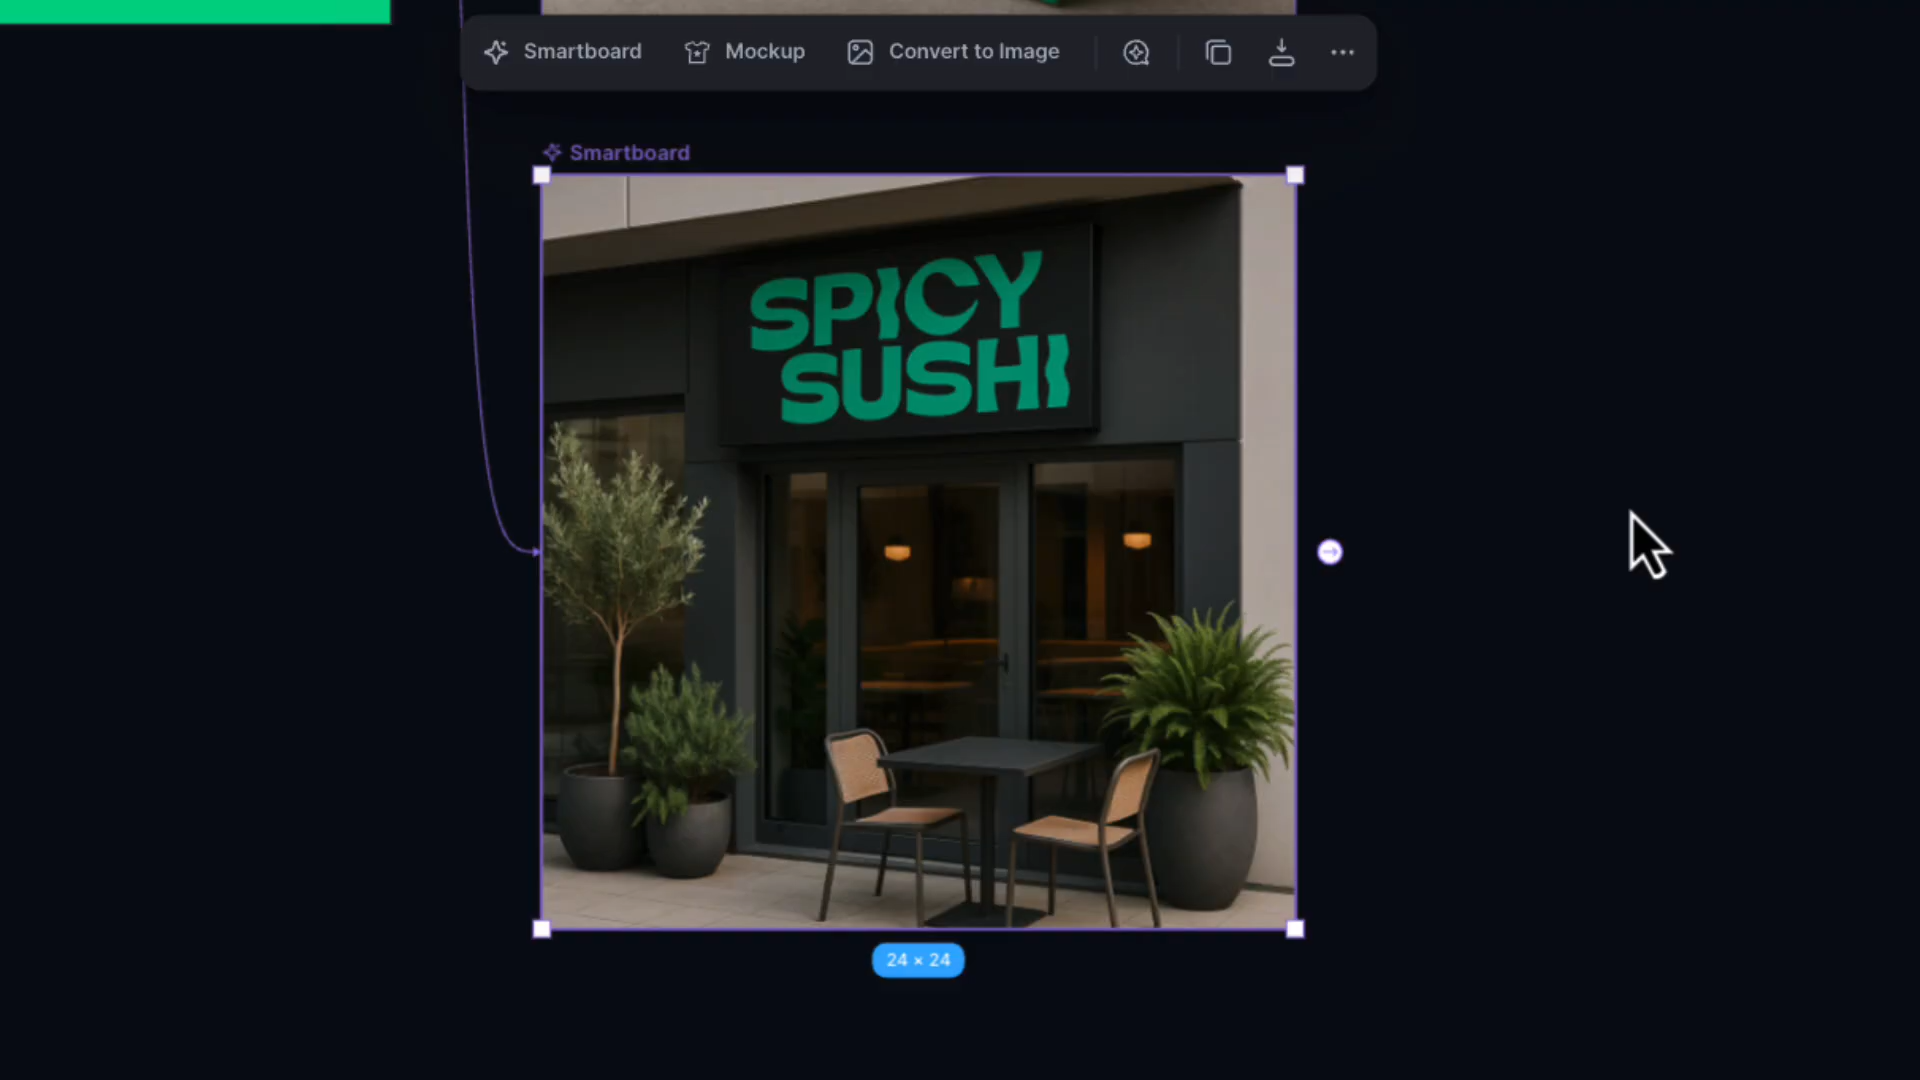 Smartboard
Mockup
Convert to Image
Smartboard
SPICY
SUSHI
24 × 24